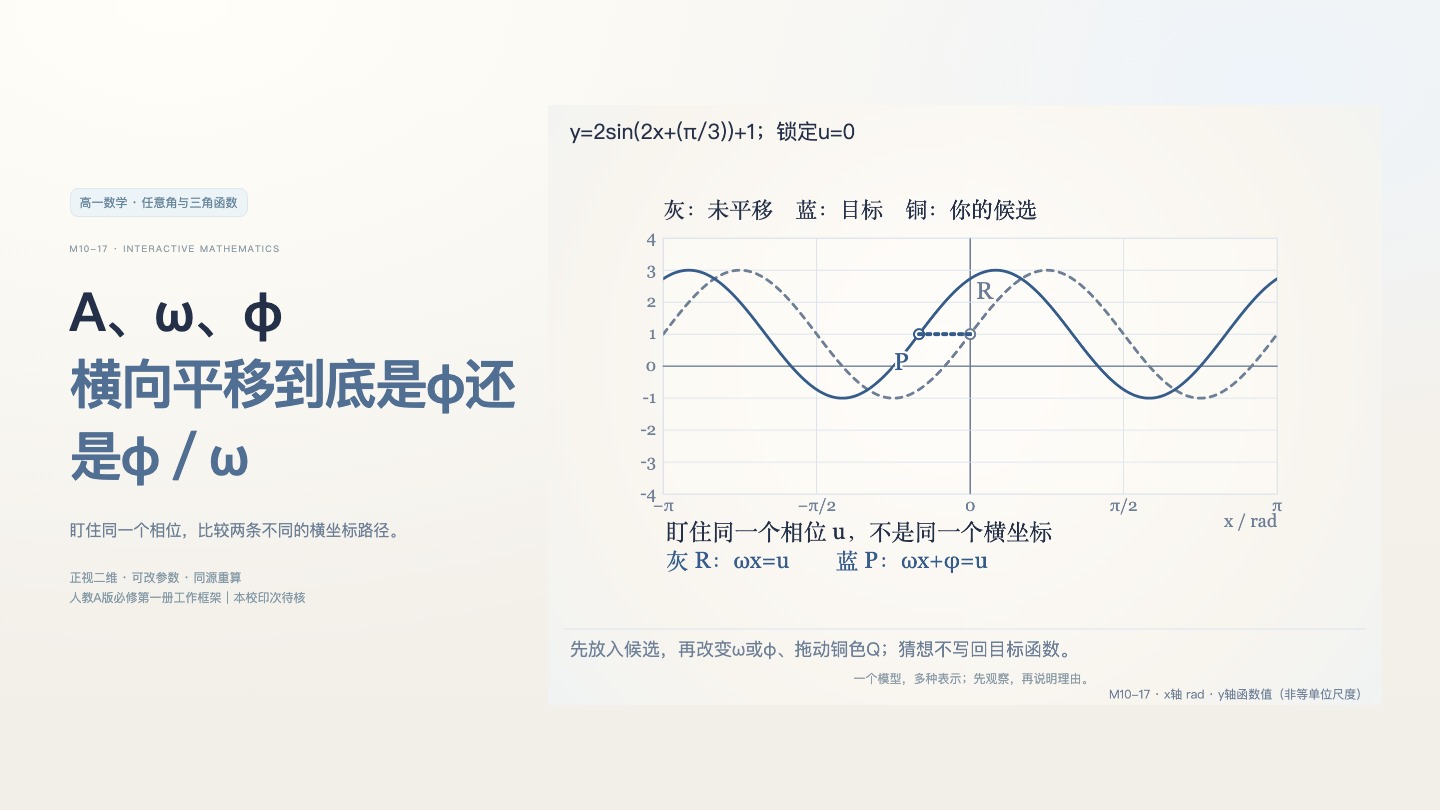 高一数学 · 任意角与三角函数
M10–17 · INTERACTIVE MATHEMATICS
A、ω、φ
横向平移到底是φ还
是φ / ω
盯住同一个相位，比较两条不同的横坐标路径。
正视二维 · 可改参数 · 同源重算
人教A版必修第一册工作框架｜本校印次待核
y=2sin(2x+(π/3))+1；锁定u=0
灰：未平移 蓝：目标 铜：你的候选
4
3
2
1
0
-1
-2
-3
-4
R
P
−π
−π/2
0
π/2
π
x / rad
盯住同一个相位 u，不是同一个横坐标
灰 R：ωx=u 蓝 P：ωx+φ=u
先放入候选，再改变ω或φ、拖动铜色Q；猜想不写回目标函数。
一个模型，多种表示；先观察，再说明理由。
M10–17 · x轴 rad · y轴函数值（非等单位尺度）